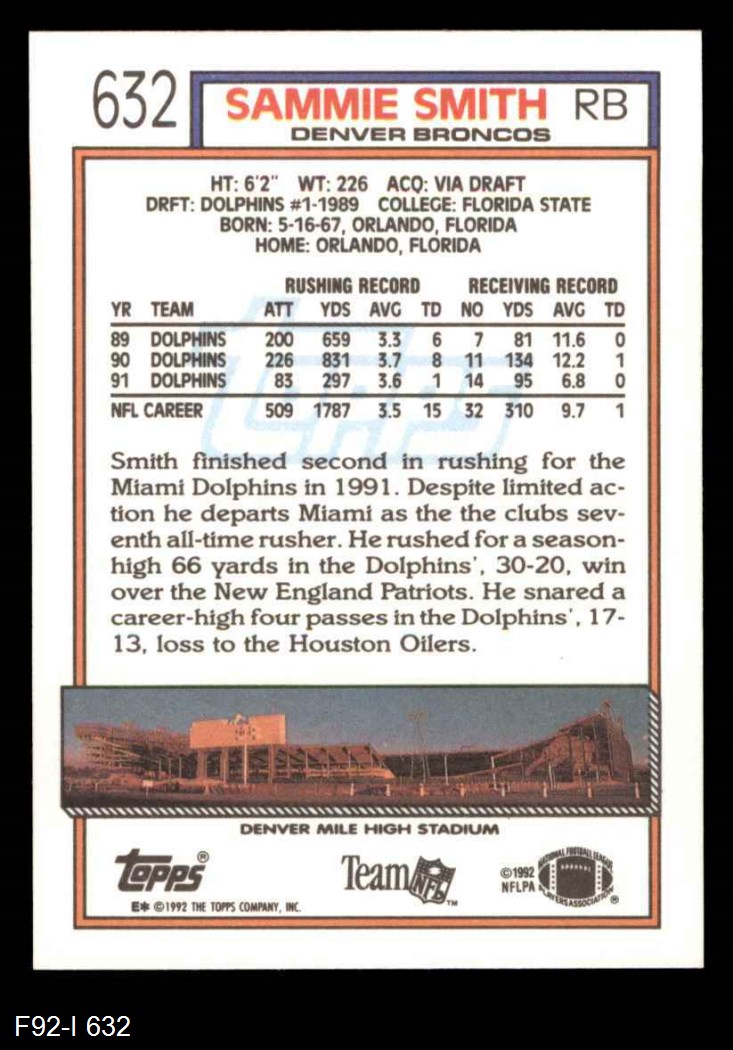 632
SAMMIE SMITH RB
DENVER BRONCOS
HT: 6'2" WT: 226 ACQ: VIA DRAFT
DRFT: DOLPHINS #1-1989 COLLEGE: FLORIDA STATE
BORN: 5-16-67, ORLANDO, FLORIDA
HOME: ORLANDO, FLORIDA
RUSHING RECORD RECEIVING RECORD
YR TEAM ATT YDS AVG TD NO YDS AVG TD
89 DOLPHINS 200 659 3.3 6 7 81 11.6 0
90 DOLPHINS 226 831 3.7 8 11 134 12.2 1
91 DOLPHINS 83 297 3.6 1 14 95 6.8 0
NFL CAREER 509 1787 3.5 15 32 310 9.7 1
topps
Smith finished second in rushing for the
Miami Dolphins in 1991. Despite limited ac-
tion he departs Miami as the the clubs sev-
enth all-time rusher. He rushed for a season-
high 66 yards in the Dolphins', 30-20, win
over the New England Patriots. He snared a
career-high four passes in the Dolphins', 17-
13, loss to the Houston Oilers.
DENVER MILE HIGH STADIUM
topps®
E* ©1992 THE TOPPS COMPANY, INC.
Team NFL™
©1992
NFLPA
NATIONAL FOOTBALL LEAGUE
PLAYERS ASSOCIATION®
F92-I 632